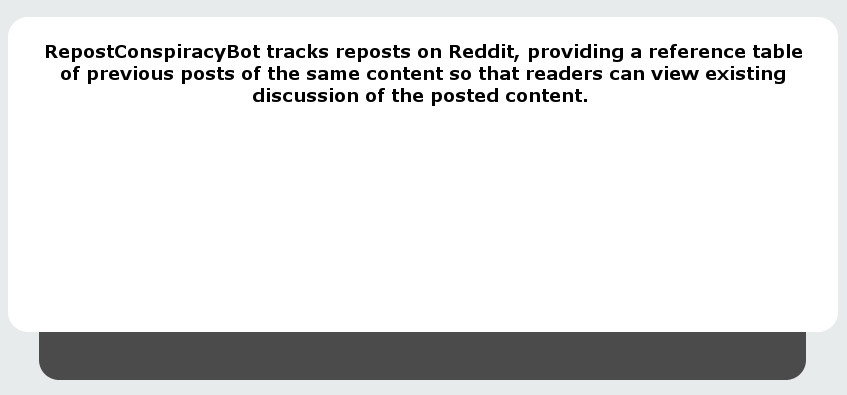 RepostConspiracyBot tracks reposts on Reddit, providing a reference table
of previous posts of the same content so that readers can view existing
discussion of the posted content.